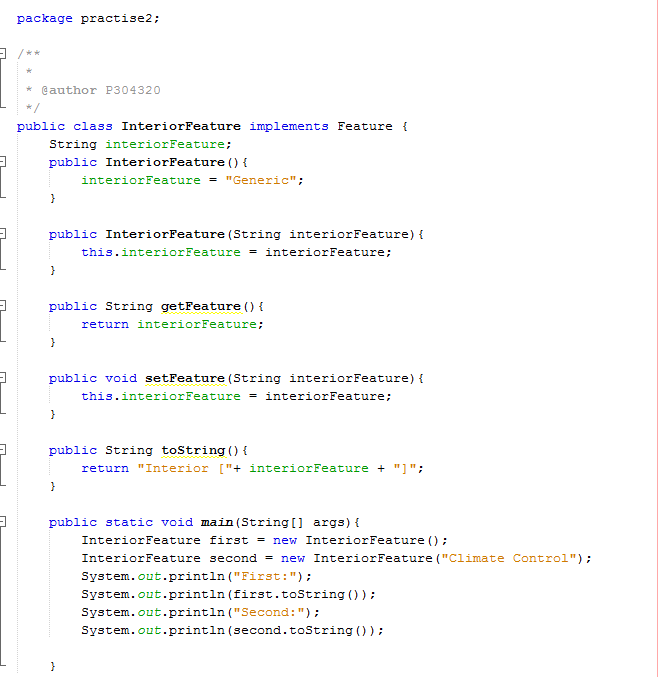 package practise2;
/**
 *
 * @author P304320
 */
public class InteriorFeature implements Feature {
    String interiorFeature;
    public InteriorFeature(){
        interiorFeature = "Generic";
    }
    public InteriorFeature(String interiorFeature){
        this.interiorFeature = interiorFeature;
    }
    public String getFeature(){
        return interiorFeature;
    }
    public void setFeature(String interiorFeature){
        this.interiorFeature = interiorFeature;
    }
    public String toString(){
        return "Interior ["+ interiorFeature + "]";
    }
    public static void main(String[] args){
        InteriorFeature first = new InteriorFeature();
        InteriorFeature second = new InteriorFeature("Climate Control");
        System.out.println("First:");
        System.out.println(first.toString());
        System.out.println("Second:");
        System.out.println(second.toString());
    }